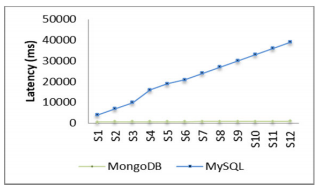 Latency (ms)
50000
40000
30000
20000
10000
0
S1
S2
S3
S4
S5
S6
S7
S8
S9
S10
S11
S12
MongoDB
MySQL